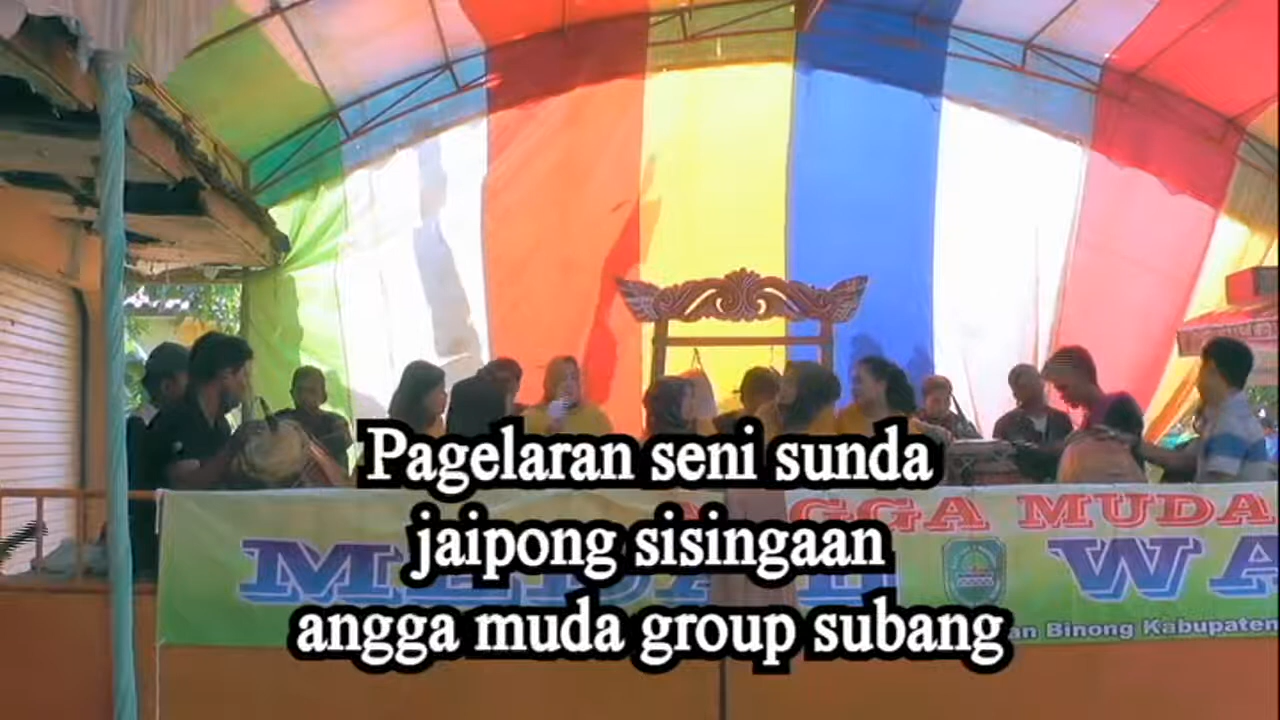 Pagelaran seni sunda
jaipong sisingaan
angga muda group subang
GGA MUDA
WA
an Binong Kabupaten